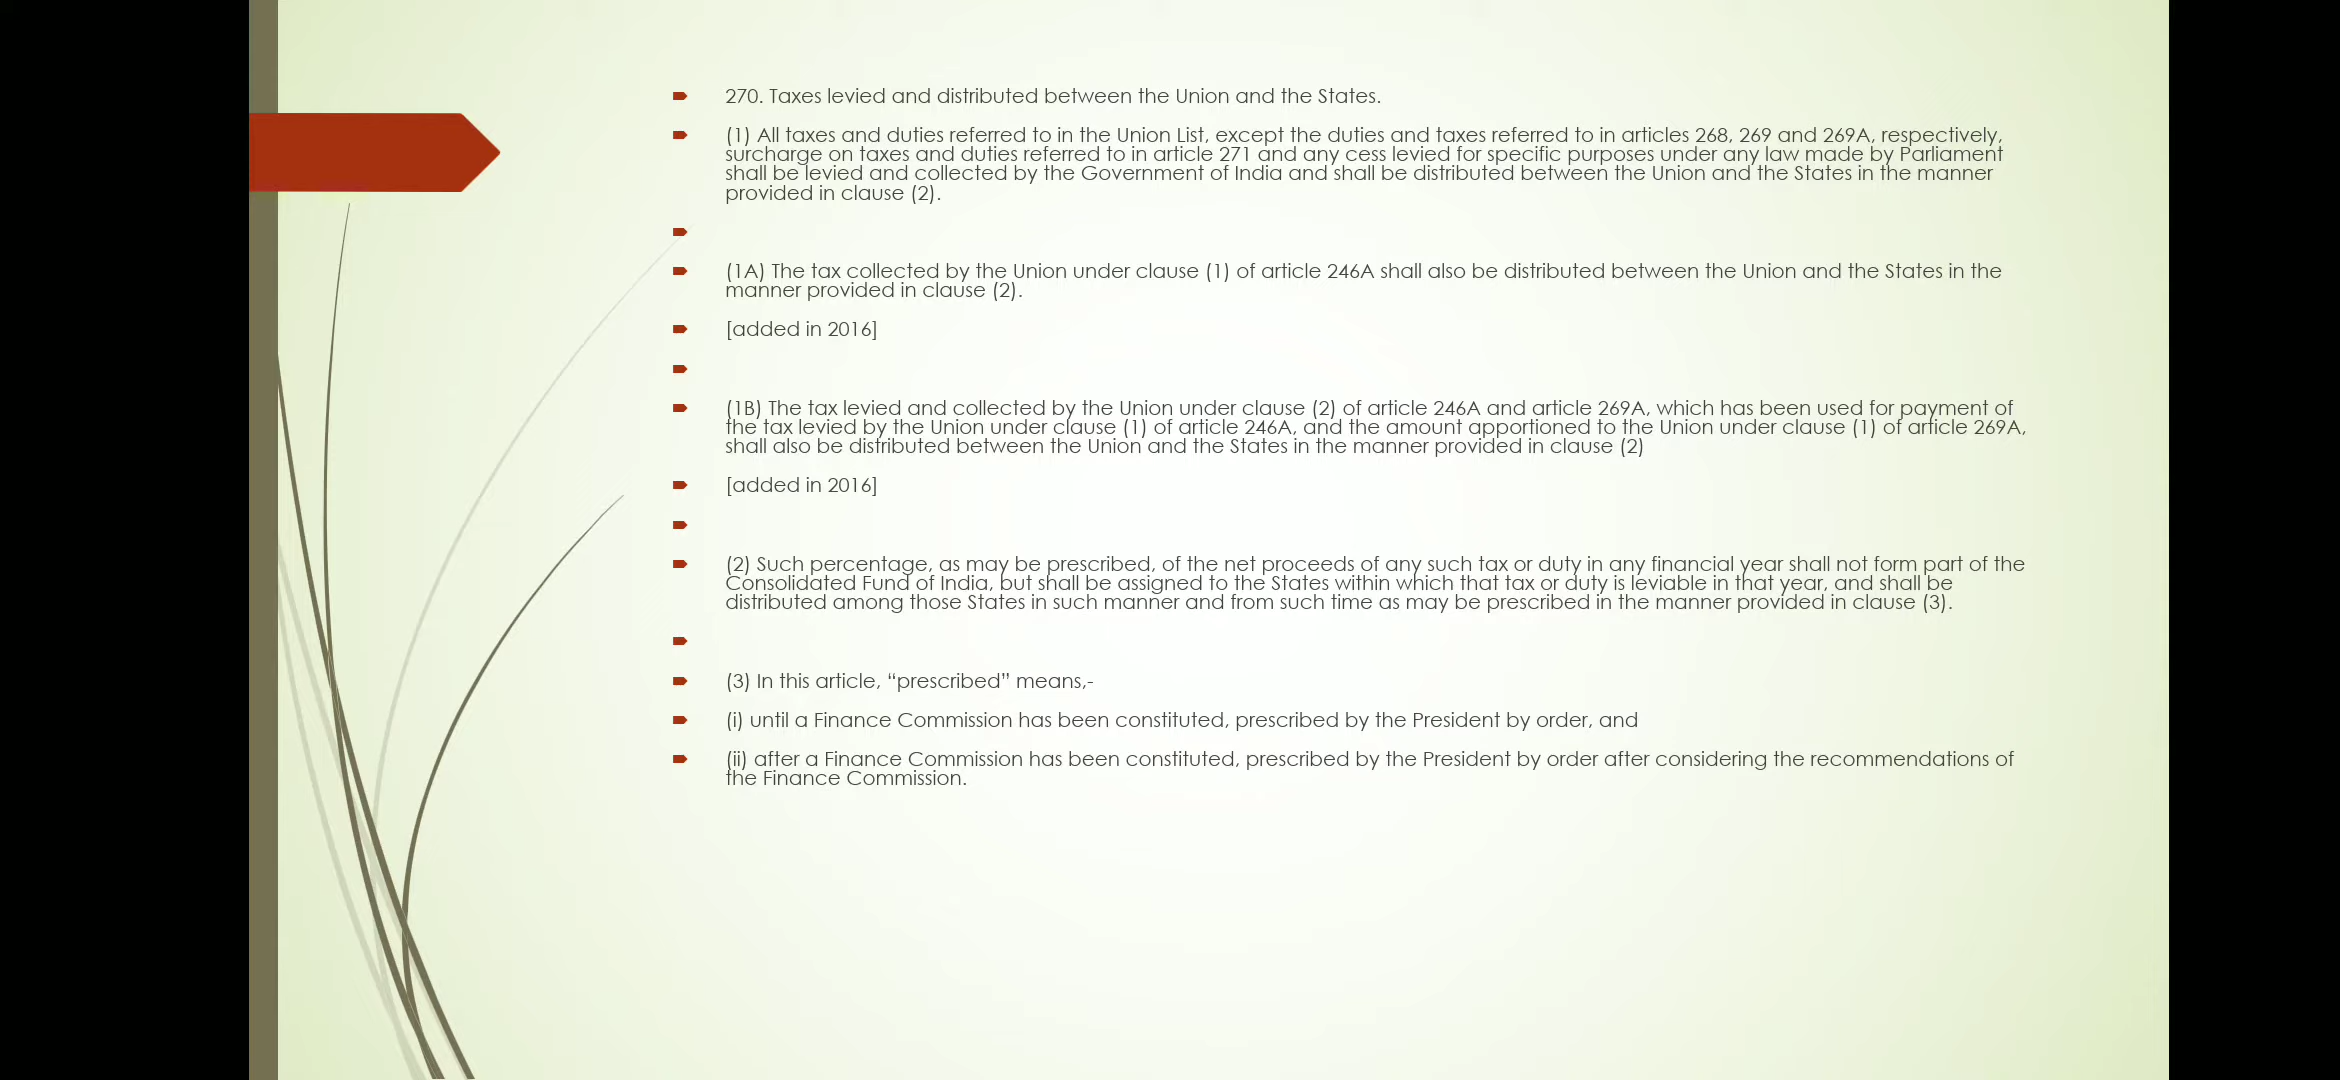 270. Taxes levied and distributed between the Union and the States.
(1) All taxes and duties referred to in the Union List, except the duties and taxes referred to in articles 268, 269 and 269A, respectively,
surcharge on taxes and duties referred to in article 271 and any cess levied for specific purposes under any law made by Parliament
shall be levied and collected by the Government of India and shall be distributed between the Union and the States in the manner
provided in clause (2).
(1A) The tax collected by the Union under clause (1) of article 246A shall also be distributed between the Union and the States in the
manner provided in clause (2).
[added in 2016]
(1B) The tax levied and collected by the Union under clause (2) of article 246A and article 269A, which has been used for payment of
the tax levied by the Union under clause (1) of article 246A, and the amount apportioned to the Union under clause (1) of article 269A,
shall also be distributed between the Union and the States in the manner provided in clause (2)
[added in 2016]
(2) Such percentage, as may be prescribed, of the net proceeds of any such tax or duty in any financial year shall not form part of the
Consolidated Fund of India, but shall be assigned to the States within which that tax or duty is leviable in that year, and shall be
distributed among those States in such manner and from such time as may be prescribed in the manner provided in clause (3).
(3) In this article, “prescribed” means,-
(i) until a Finance Commission has been constituted, prescribed by the President by order, and
(ii) after a Finance Commission has been constituted, prescribed by the President by order after considering the recommendations of
the Finance Commission.